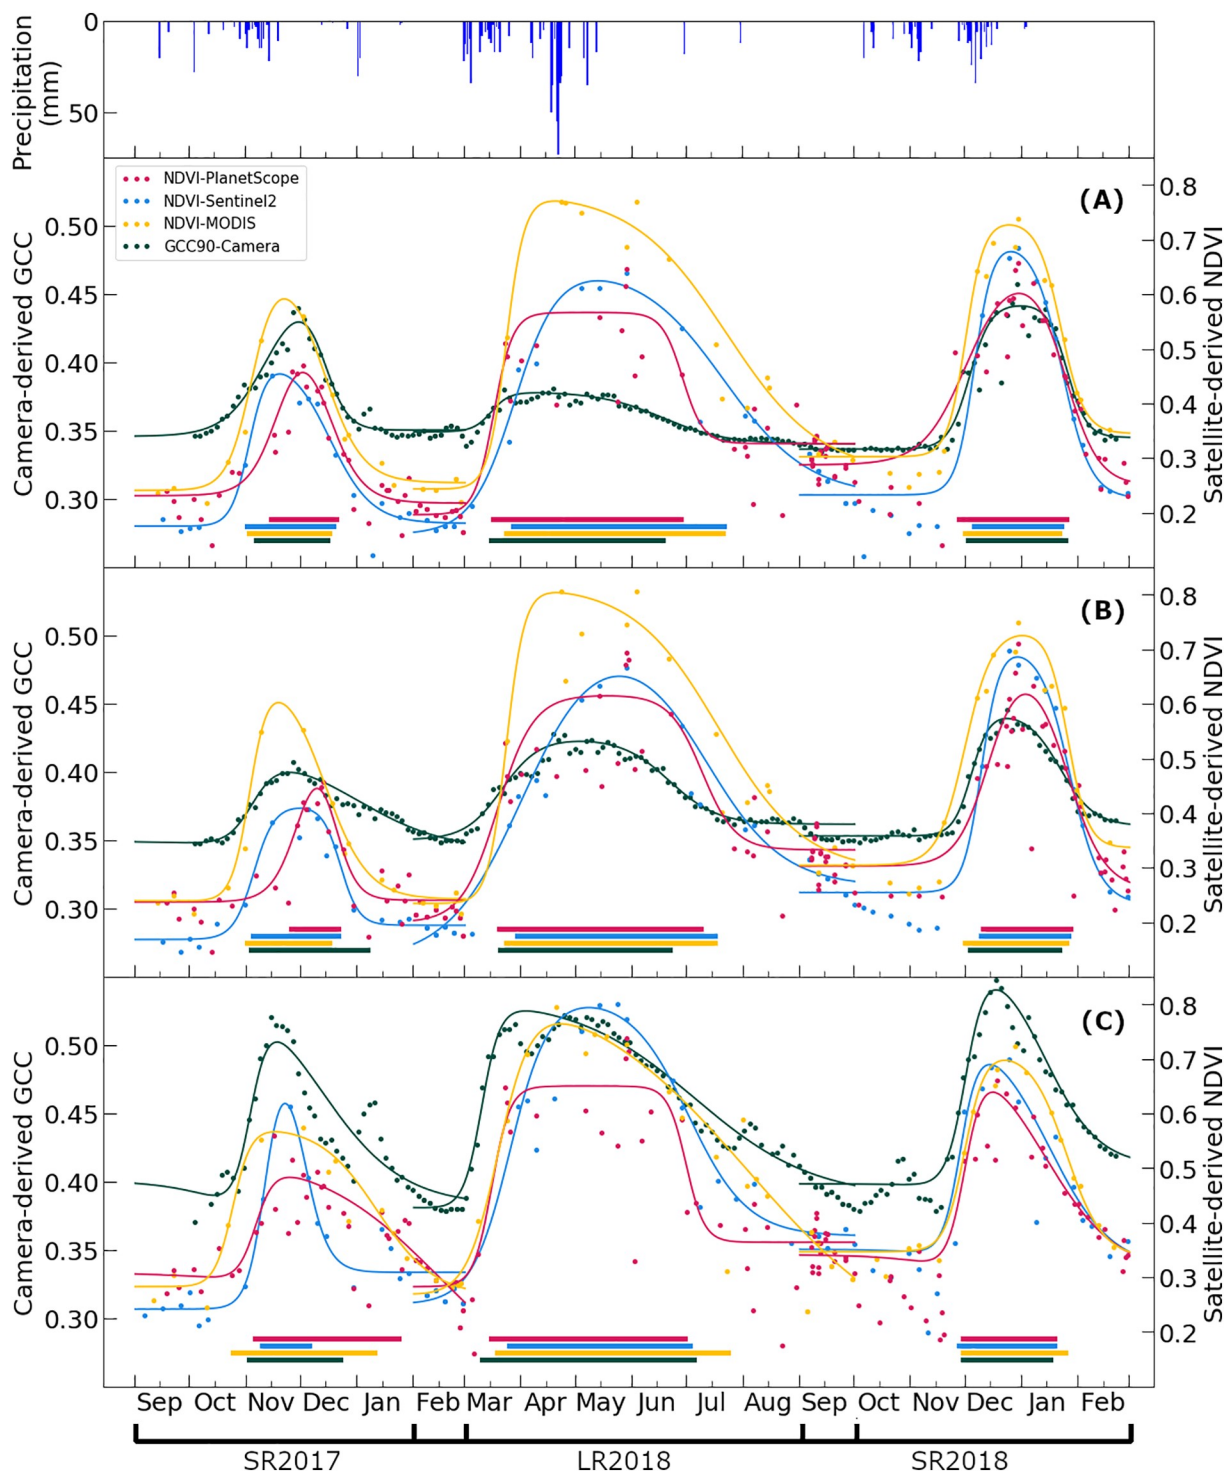 Precipitation
(mm)
0
50
NDVI-PlanetScope
NDVI-Sentinel2
NDVI-MODIS
GCC90-Camera
(A)
Camera-derived GCC
0.50
0.45
0.40
0.35
0.30
Satellite-derived NDVI
0.8
0.7
0.6
0.5
0.4
0.3
0.2
(B)
Camera-derived GCC
0.50
0.45
0.40
0.35
0.30
Satellite-derived NDVI
0.8
0.7
0.6
0.5
0.4
0.3
0.2
(C)
Camera-derived GCC
0.50
0.45
0.40
0.35
0.30
Satellite-derived NDVI
0.8
0.7
0.6
0.5
0.4
0.3
0.2
Sep Oct Nov Dec Jan Feb Mar Apr May Jun Jul Aug Sep Oct Nov Dec Jan Feb
SR2017 LR2018 SR2018